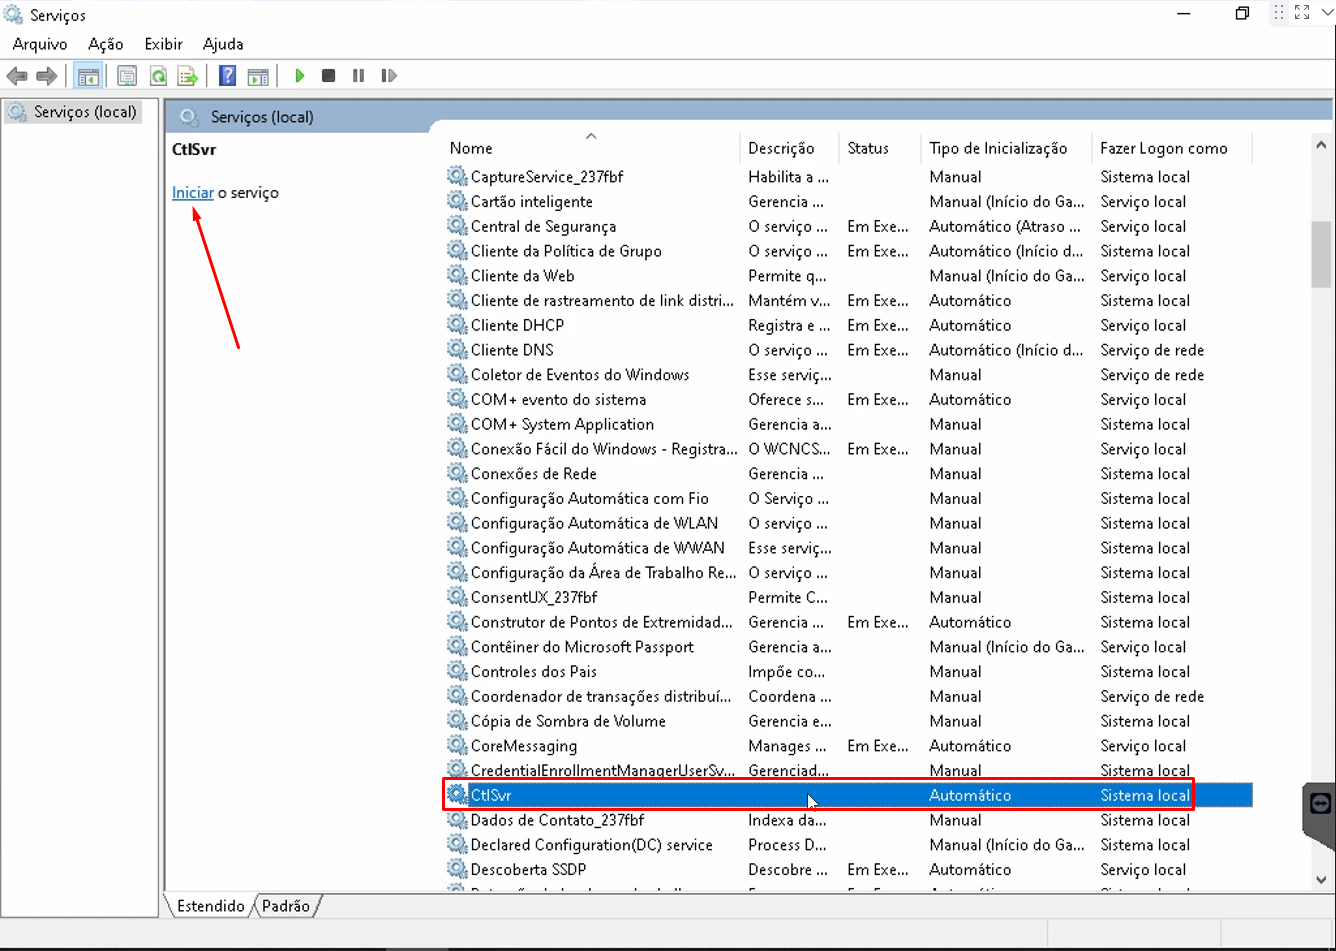 Serviços
Arquivo Ação Exibir Ajuda
Serviços (local)
Serviços (local)
CtlSvr
Iniciar o serviço
Nome Descrição Status Tipo de Inicialização Fazer Logon como
CaptureService_237fbf Habilita a ... Manual Sistema local
Cartão inteligente Gerencia ... Manual (Início do Ga... Serviço local
Central de Segurança O serviço ... Em Exe... Automático (Atraso ... Serviço local
Cliente da Política de Grupo O serviço ... Em Exe... Automático (Início d... Sistema local
Cliente da Web Permite q... Manual (Início do Ga... Serviço local
Cliente de rastreamento de link distri... Mantém v... Em Exe... Automático Sistema local
Cliente DHCP Registra e ... Em Exe... Automático Serviço local
Cliente DNS O serviço ... Em Exe... Automático (Início d... Serviço de rede
Coletor de Eventos do Windows Esse serviç... Manual Serviço de rede
COM+ evento do sistema Oferece s... Em Exe... Automático Serviço local
COM+ System Application Gerencia a... Manual Sistema local
Conexão Fácil do Windows - Registra... O WCNCS... Em Exe... Manual Serviço local
Conexões de Rede Gerencia ... Manual Sistema local
Configuração Automática com Fio O Serviço ... Manual Sistema local
Configuração Automática de WLAN O serviço ... Manual Sistema local
Configuração Automática de WWAN Esse serviç... Manual Sistema local
Configuração da Área de Trabalho Re... O serviço ... Manual Sistema local
ConsentUX_237fbf Permite C... Manual Sistema local
Construtor de Pontos de Extremidad... Gerencia ... Em Exe... Automático Sistema local
Contêiner do Microsoft Passport Gerencia a... Manual (Início do Ga... Serviço local
Controles dos Pais Impõe co... Manual Sistema local
Coordenador de transações distribuí... Coordena ... Manual Serviço de rede
Cópia de Sombra de Volume Gerencia e... Manual Sistema local
CoreMessaging Manages ... Em Exe... Automático Serviço local
CredentialEnrollmentManagerUserSv... Gerenciad... Manual Sistema local
CtlSvr Automático Sistema local
Dados de Contato_237fbf Indexa da... Manual Sistema local
Declared Configuration(DC) service Process D... Manual (Início do Ga... Sistema local
Descoberta SSDP Descobre ... Em Exe... Automático Serviço local
Estendido Padrão